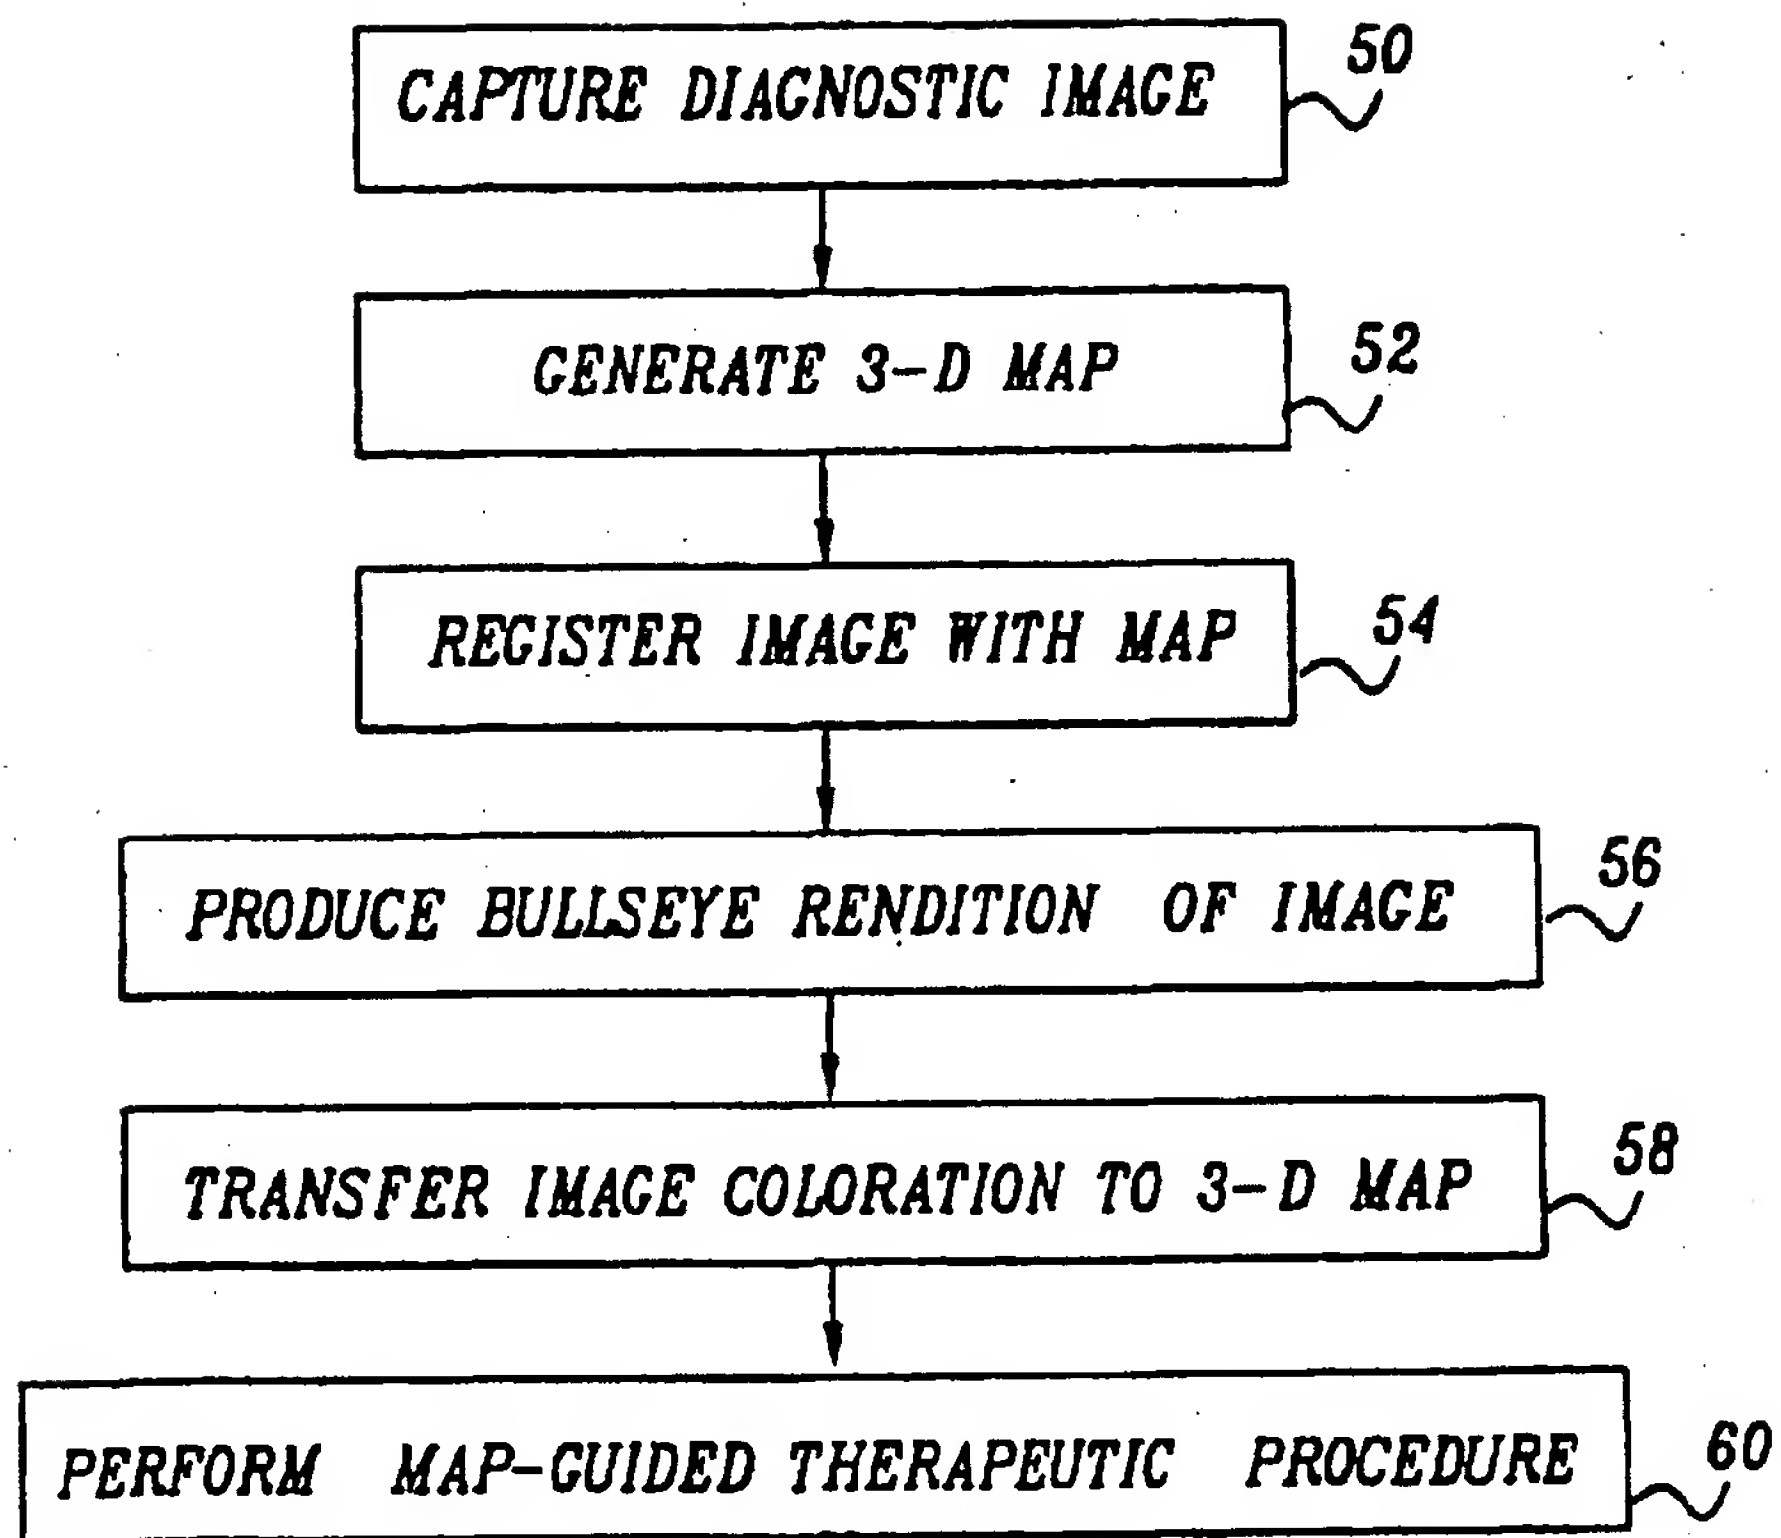 CAPTURE DIAGNOSTIC IMAGE
50
GENERATE 3-D MAP
52
REGISTER IMAGE WITH MAP
54
PRODUCE BULLSEYE RENDITION OF IMAGE
56
TRANSFER IMAGE COLORATION TO 3-D MAP
58
PERFORM MAP-GUIDED THERAPEUTIC PROCEDURE
60